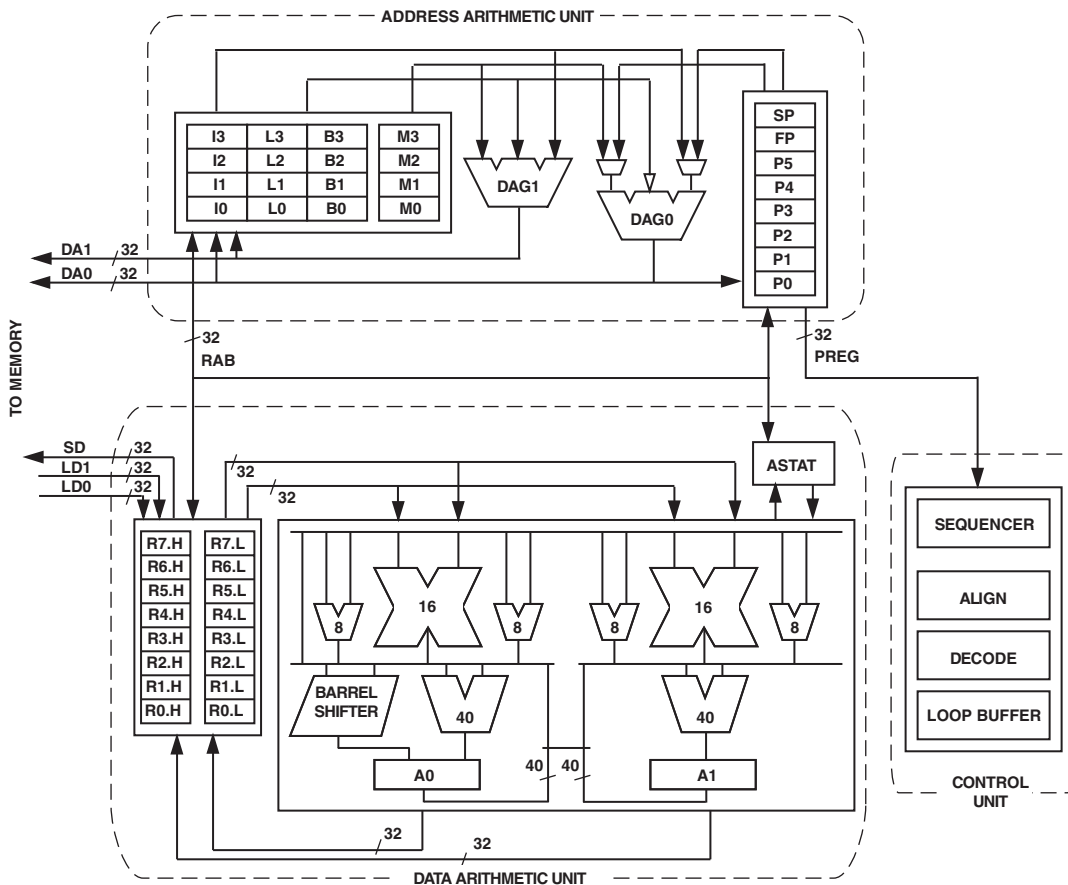 ADDRESS ARITHMETIC UNIT
I3 L3 B3 M3
I2 L2 B2 M2
I1 L1 B1 M1
I0 L0 B0 M0
DAG1
DAG0
SP
FP
P5
P4
P3
P2
P1
P0
DA1 32
DA0 32
TO MEMORY
32
RAB
32
PREG
SD 32
LD1 32
LD0 32
32
32
ASTAT
R7.H R7.L
R6.H R6.L
R5.H R5.L
R4.H R4.L
R3.H R3.L
R2.H R2.L
R1.H R1.L
R0.H R0.L
16
16
8
8
8
8
BARREL
SHIFTER
40
40
A0
40
40
A1
32
32
DATA ARITHMETIC UNIT
SEQUENCER
ALIGN
DECODE
LOOP BUFFER
CONTROL
UNIT